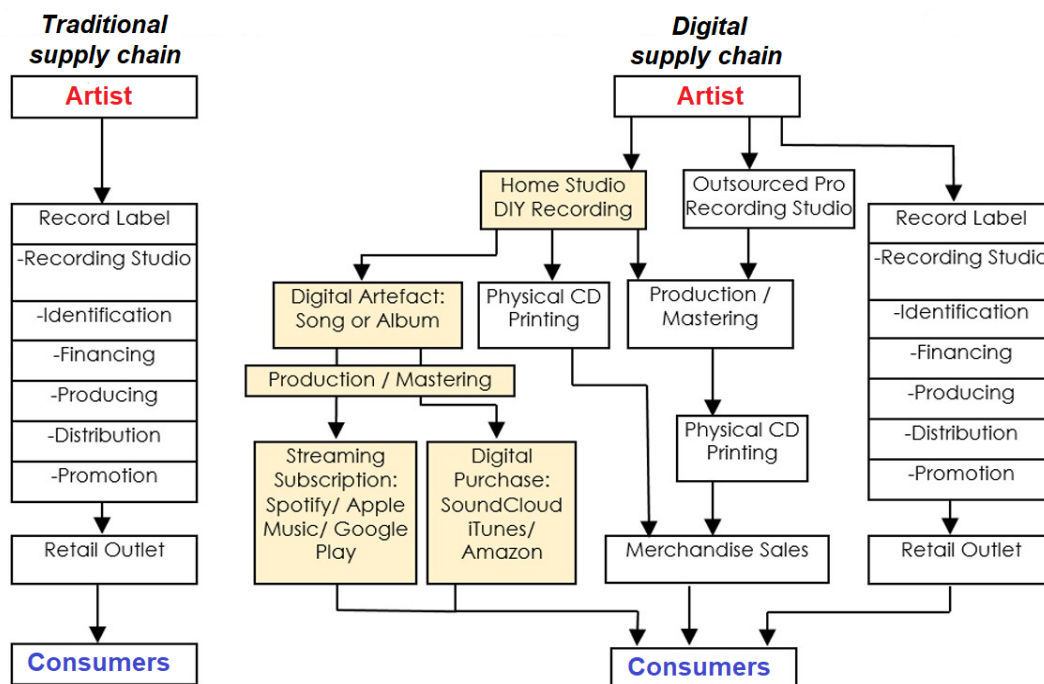 Traditional
supply chain
Artist
Record Label
-Recording Studio
-Identification
-Financing
-Producing
-Distribution
-Promotion
Retail Outlet
Consumers
Digital
supply chain
Artist
Home Studio
DIY Recording
Outsourced Pro
Recording Studio
Digital Artefact:
Song or Album
Physical CD
Printing
Production /
Mastering
Production / Mastering
Streaming
Subscription:
Spotify/ Apple
Music/ Google
Play
Digital
Purchase:
SoundCloud
iTunes/
Amazon
Physical CD
Printing
Merchandise Sales
Record Label
-Recording Studio
-Identification
-Financing
-Producing
-Distribution
-Promotion
Retail Outlet
Consumers